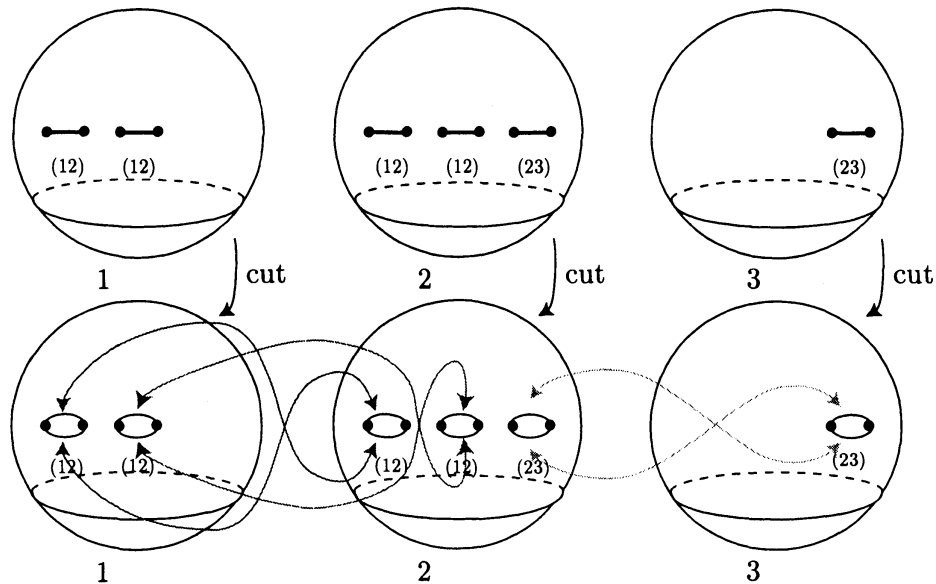 (12) (12) (12) (12) (23) (23)
1 cut 2 cut 3 cut
(12) (12) (12) (12) (23) (23)
1 2 3